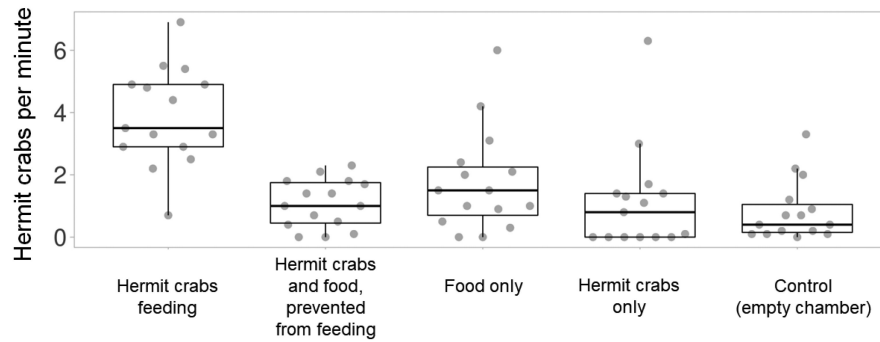 Hermit crabs per minute
6
4
2
0
Hermit crabs
feeding
Hermit crabs
and food,
prevented
from feeding
Food only
Hermit crabs
only
Control
(empty chamber)